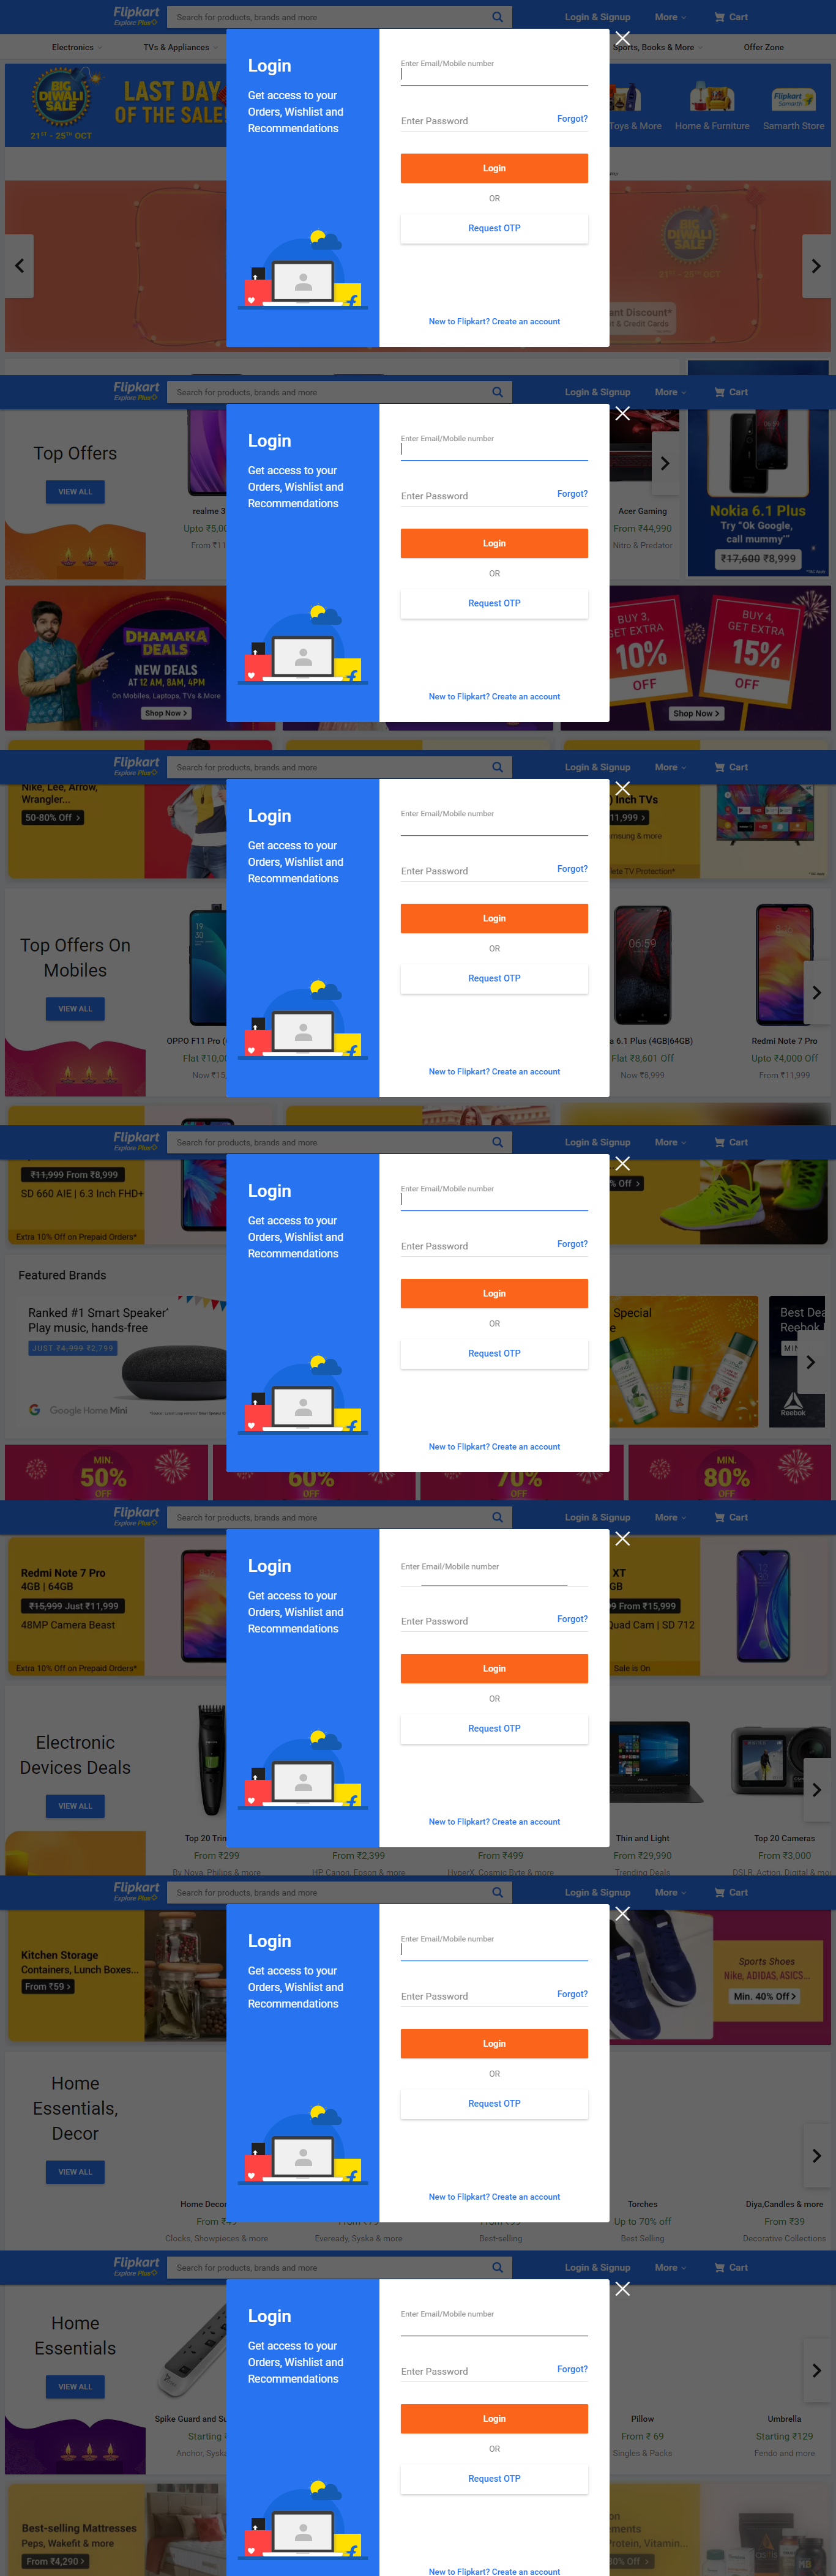 Flipkart
Explore Plus
Search for products, brands and more
Login & Signup
More
Cart
Electronics
TVs & Appliances
Sports, Books & More
Offer Zone
BIG
DIWALI
SALE
21ST - 25TH OCT
LAST DAY
OF THE SALE!
Toys & More
Home & Furniture
Flipkart
Samarth
Samarth Store
BIG
DIWALI
SALE
21ST - 25TH OCT
Discount*
& Credit Cards
Login
Get access to your
Orders, Wishlist and
Recommendations
Enter Email/Mobile number
Enter Password
Forgot?
Login
OR
Request OTP
New to Flipkart? Create an account
Flipkart
Explore Plus
Search for products, brands and more
Login & Signup
More
Cart
Top Offers
VIEW ALL
realme 3
Upto ₹5,00
From ₹11
Acer Gaming
From ₹44,990
Nitro & Predator
Nokia 6.1 Plus
Try “Ok Google,
call mummy”
₹17,600 ₹8,999
DHAMAKA
DEALS
NEW DEALS
AT 12 AM, 8AM, 4PM
On Mobiles, Laptops, TVs & More
Shop Now
BUY 3,
GET EXTRA
10%
OFF
BUY 4,
GET EXTRA
15%
OFF
Shop Now
Login
Get access to your
Orders, Wishlist and
Recommendations
Enter Email/Mobile number
Enter Password
Forgot?
Login
OR
Request OTP
New to Flipkart? Create an account
Flipkart
Explore Plus
Search for products, brands and more
Login & Signup
More
Cart
Nike, Lee, Arrow,
Wrangler...
50-80% Off
) Inch TVs
11,999
msung & more
lete TV Protection*
Top Offers On
Mobiles
VIEW ALL
OPPO F11 Pro (
Flat ₹10,00
Now ₹15,
a 6.1 Plus (4GB|64GB)
Flat ₹8,601 Off
Now ₹5,999
Redmi Note 7 Pro
Upto ₹4,000 Off
From ₹11,999
Login
Get access to your
Orders, Wishlist and
Recommendations
Enter Email/Mobile number
Enter Password
Forgot?
Login
OR
Request OTP
New to Flipkart? Create an account
Flipkart
Explore Plus
Search for products, brands and more
Login & Signup
More
Cart
₹11,999 From ₹8,999
SD 660 AIE | 6.3 Inch FHD+
Extra 10% Off on Prepaid Orders*
% Off
Featured Brands
Ranked #1 Smart Speaker*
Play music, hands-free
JUST ₹4,999 ₹2,799
Google Home Mini
Special
Best Dea
Reebok
MIN
Reebok
MIN.
50%
OFF
60%
OFF
70%
OFF
MIN.
80%
OFF
Login
Get access to your
Orders, Wishlist and
Recommendations
Enter Email/Mobile number
Enter Password
Forgot?
Login
OR
Request OTP
New to Flipkart? Create an account
Flipkart
Explore Plus
Search for products, brands and more
Login & Signup
More
Cart
Redmi Note 7 Pro
4GB | 64GB
₹15,999 Just ₹11,999
48MP Camera Beast
Extra 10% Off on Prepaid Orders*
XT
GB
99 From ₹15,999
Quad Cam | SD 712
Sale is On
Electronic
Devices Deals
VIEW ALL
Top 20 Trim
From ₹299
By Nova, Philips & more
From ₹2,399
HP, Canon, Epson & more
From ₹499
HyperX, Cosmic Byte & more
Thin and Light
From ₹29,990
Trending Deals
Top 20 Cameras
From ₹3,000
DSLR, Action, Digital & mor
Login
Get access to your
Orders, Wishlist and
Recommendations
Enter Email/Mobile number
Enter Password
Forgot?
Login
OR
Request OTP
New to Flipkart? Create an account
Flipkart
Explore Plus
Search for products, brands and more
Login & Signup
More
Cart
Kitchen Storage
Containers, Lunch Boxes...
From ₹59
Sports Shoes
Nike, ADIDAS, ASICS...
Min. 40% Off
Home
Essentials,
Decor
VIEW ALL
Home Decor
From ₹49
Clocks, Showpieces & more
Eveready, Syska & more
Best-selling
Torches
Up to 70% off
Best Selling
Diya,Candles & more
From ₹39
Decorative Collections
Login
Get access to your
Orders, Wishlist and
Recommendations
Enter Email/Mobile number
Enter Password
Forgot?
Login
OR
Request OTP
New to Flipkart? Create an account
Flipkart
Explore Plus
Search for products, brands and more
Login & Signup
More
Cart
Home
Essentials
VIEW ALL
Spike Guard and Su
Starting
Anchor, Syska
Pillow
From ₹ 69
Singles & Packs
Umbrella
Starting ₹129
Fendo and more
Best-selling Mattresses
Peps, Wakefit & more
From ₹4,290
on
ements
Protein, Vitamin...
0% Off
Login
Get access to your
Orders, Wishlist and
Recommendations
Enter Email/Mobile number
Enter Password
Forgot?
Login
OR
Request OTP
New to Flipkart? Create an account